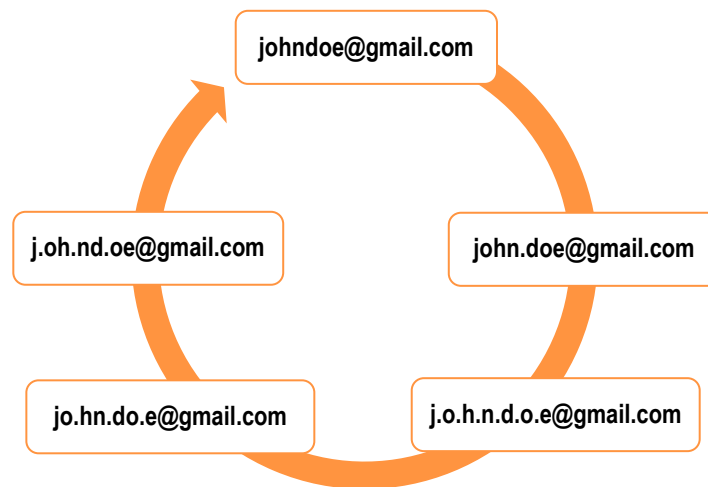 johndoe@gmail.com
john.doe@gmail.com
j.o.h.n.d.o.e@gmail.com
jo.hn.do.e@gmail.com
j.oh.nd.oe@gmail.com